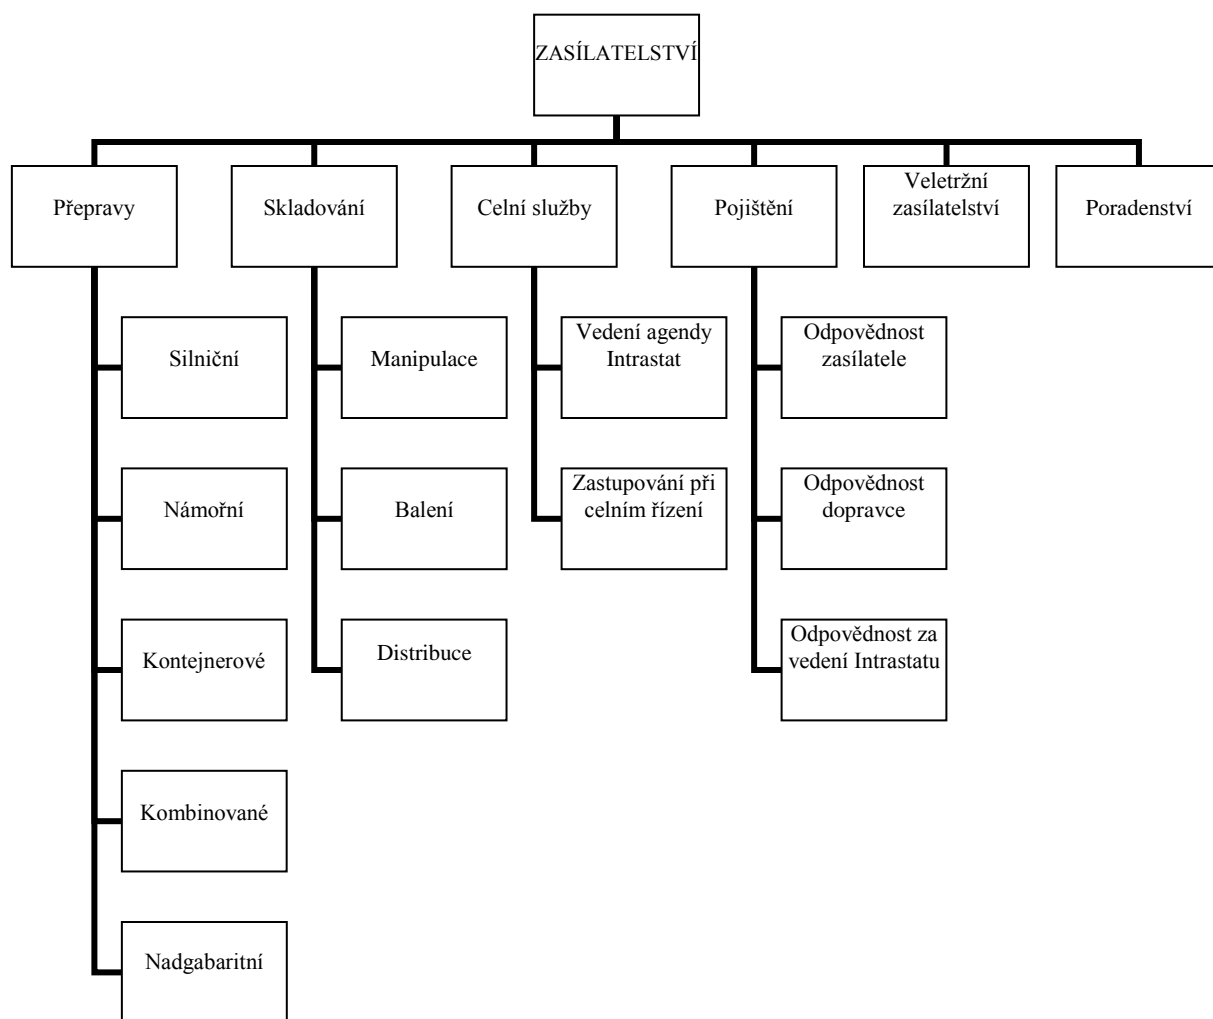 ZASÍLATELSTVÍ
Přepravy
Skladování
Celní služby
Pojištění
Veletržní
zasílatelství
Poradenství
Silniční
Manipulace
Vedení agendy
Intrastat
Odpovědnost
zasílatele
Námořní
Balení
Zastupování při
celním řízení
Odpovědnost
dopravce
Kontejnerové
Distribuce
Odpovědnost za
vedení Intrastatu
Kombinované
Nadgabaritní